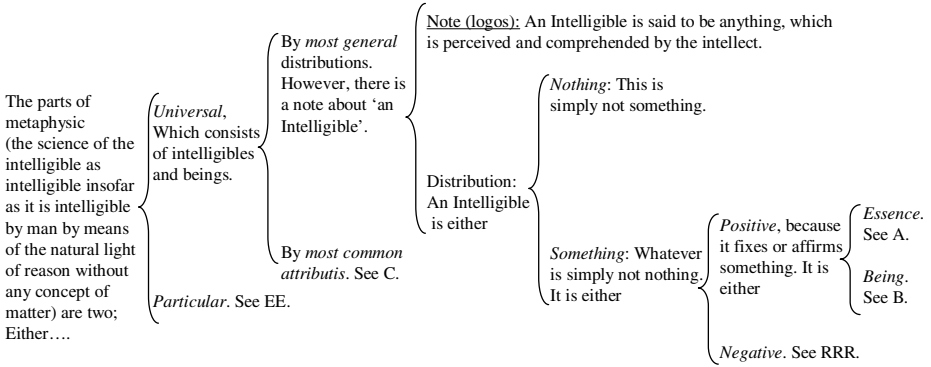 The parts of
metaphysic
(the science of the
intelligible as
intelligible insofar
as it is intelligible
by man by means
of the natural light
of reason without
any concept of
matter) are two;
Either….
Universal,
Which consists
of intelligibles
and beings.
Particular. See EE.
By most general
distributions.
However, there is
a note about ‘an
Intelligible’.
By most common
attributis. See C.
Note (logos): An Intelligible is said to be anything, which
is perceived and comprehended by the intellect.
Distribution:
An Intelligible
is either
Nothing: This is
simply not something.
Something: Whatever
is simply not nothing.
It is either
Positive, because
it fixes or affirms
something. It is
either
Negative. See RRR.
Essence.
See A.
Being.
See B.